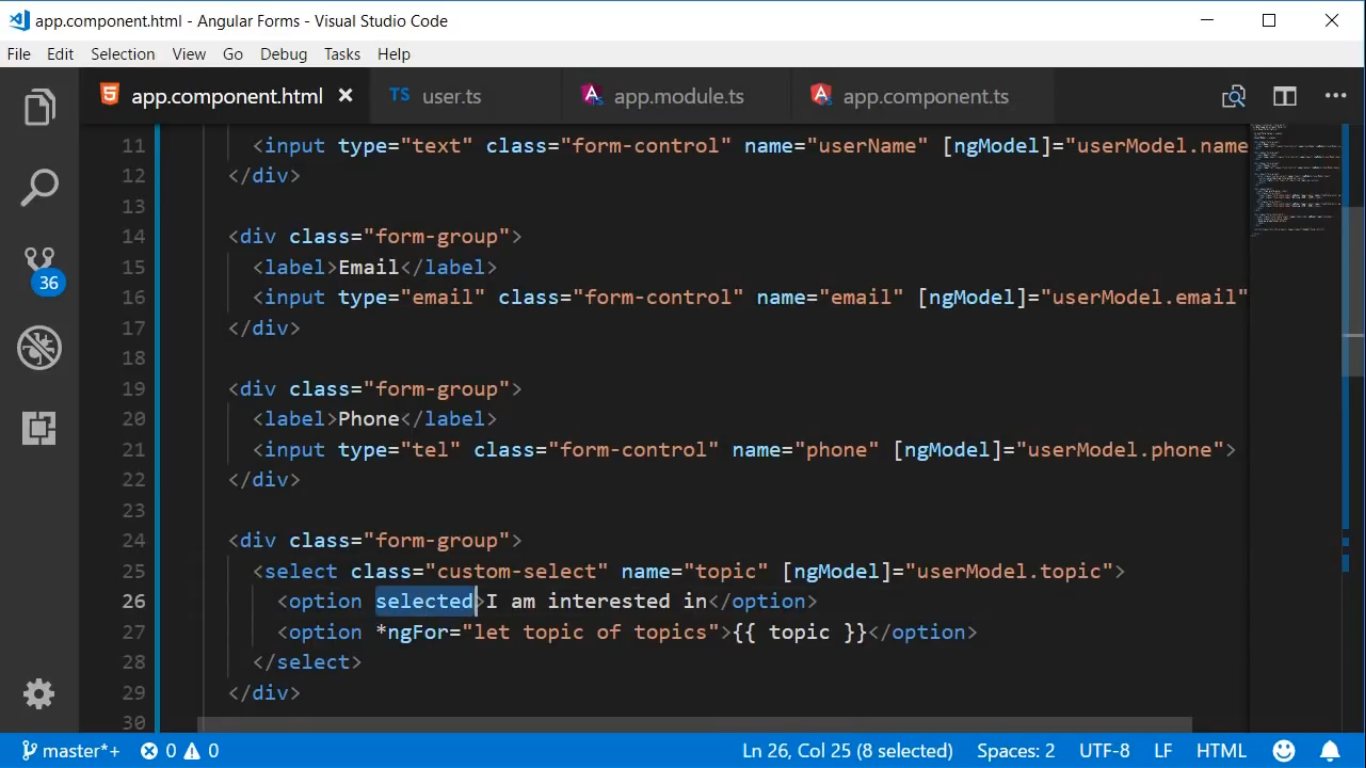 app.component.html - Angular Forms - Visual Studio Code
File Edit Selection View Go Debug Tasks Help
app.component.html TS user.ts app.module.ts app.component.ts
11 <input type="text" class="form-control" name="userName" [ngModel]="userModel.name
12 </div>
13
14 <div class="form-group">
15 <label>Email</label>
16 <input type="email" class="form-control" name="email" [ngModel]="userModel.email"
17 </div>
18
19 <div class="form-group">
20 <label>Phone</label>
21 <input type="tel" class="form-control" name="phone" [ngModel]="userModel.phone">
22 </div>
23
24 <div class="form-group">
25 <select class="custom-select" name="topic" [ngModel]="userModel.topic">
26 <option selected>I am interested in</option>
27 <option *ngFor="let topic of topics">{{ topic }}</option>
28 </select>
29 </div>
30
36
master*+ 0 0 Ln 26, Col 25 (8 selected) Spaces: 2 UTF-8 LF HTML